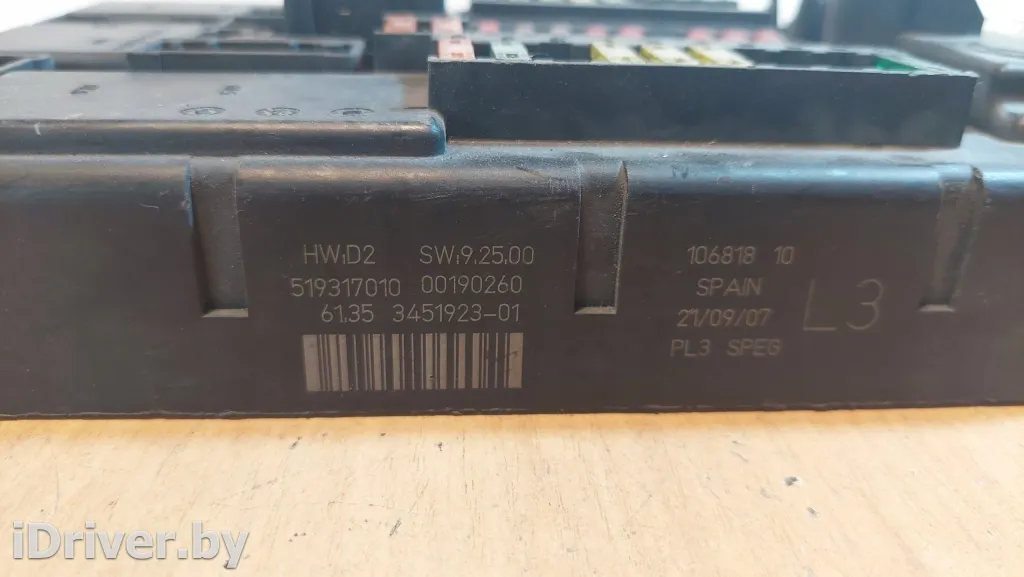 HW:D2 SW:9.25.00
519317010 00190260
61.35 3451923-01
106818 10
SPAIN
21/09/07
PL3 SPEG
L3
iDriver.by